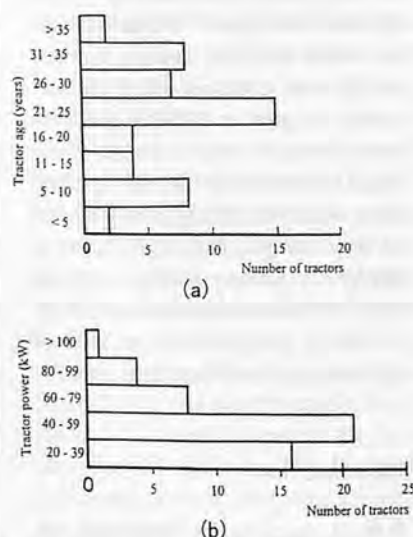 Tractor age (years)
> 35
31 - 35
26 - 30
21 - 25
16 - 20
11 - 15
5 - 10
< 5
0 5 10 15 20
Number of tractors
(a)
Tractor power (kW)
> 100
80 - 99
60 - 79
40 - 59
20 - 39
0 5 10 15 20 25
Number of tractors
(b)